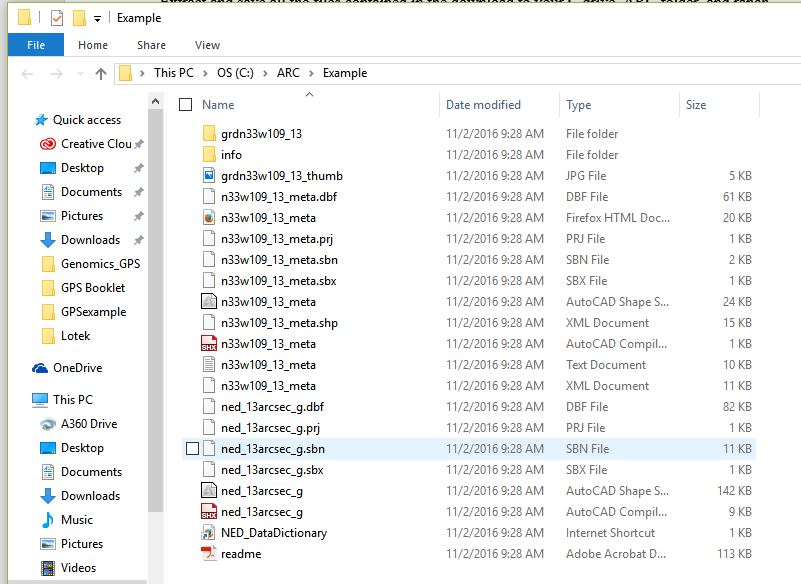 Example
File Home Share View
This PC > OS (C:) > ARC > Example
Name Date modified Type Size
Quick access
Creative Clou
Desktop
Documents
Pictures
Downloads
Genomics_GPS
GPS Booklet
GPSexample
Lotek
OneDrive
This PC
A360 Drive
Desktop
Documents
Downloads
Music
Pictures
Videos
grdn33w109_13 11/2/2016 9:28 AM File folder
info 11/2/2016 9:28 AM File folder
grdn33w109_13_thumb 11/2/2016 9:28 AM JPG File 5 KB
n33w109_13_meta.dbf 11/2/2016 9:28 AM DBF File 61 KB
n33w109_13_meta 11/2/2016 9:28 AM Firefox HTML Doc... 20 KB
n33w109_13_meta.prj 11/2/2016 9:28 AM PRJ File 1 KB
n33w109_13_meta.sbn 11/2/2016 9:28 AM SBN File 2 KB
n33w109_13_meta.sbx 11/2/2016 9:28 AM SBX File 1 KB
n33w109_13_meta 11/2/2016 9:28 AM AutoCAD Shape S... 24 KB
n33w109_13_meta.shp 11/2/2016 9:28 AM XML Document 15 KB
SHX n33w109_13_meta 11/2/2016 9:28 AM AutoCAD Compil... 1 KB
n33w109_13_meta 11/2/2016 9:28 AM Text Document 10 KB
n33w109_13_meta 11/2/2016 9:28 AM XML Document 11 KB
ned_13arcsec_g.dbf 11/2/2016 9:28 AM DBF File 82 KB
ned_13arcsec_g.prj 11/2/2016 9:28 AM PRJ File 1 KB
ned_13arcsec_g.sbn 11/2/2016 9:28 AM SBN File 11 KB
ned_13arcsec_g.sbx 11/2/2016 9:28 AM SBX File 1 KB
ned_13arcsec_g 11/2/2016 9:28 AM AutoCAD Shape S... 142 KB
SHX ned_13arcsec_g 11/2/2016 9:28 AM AutoCAD Compil... 9 KB
NED_DataDictionary 11/2/2016 9:28 AM Internet Shortcut 1 KB
readme 11/2/2016 9:28 AM Adobe Acrobat D... 113 KB